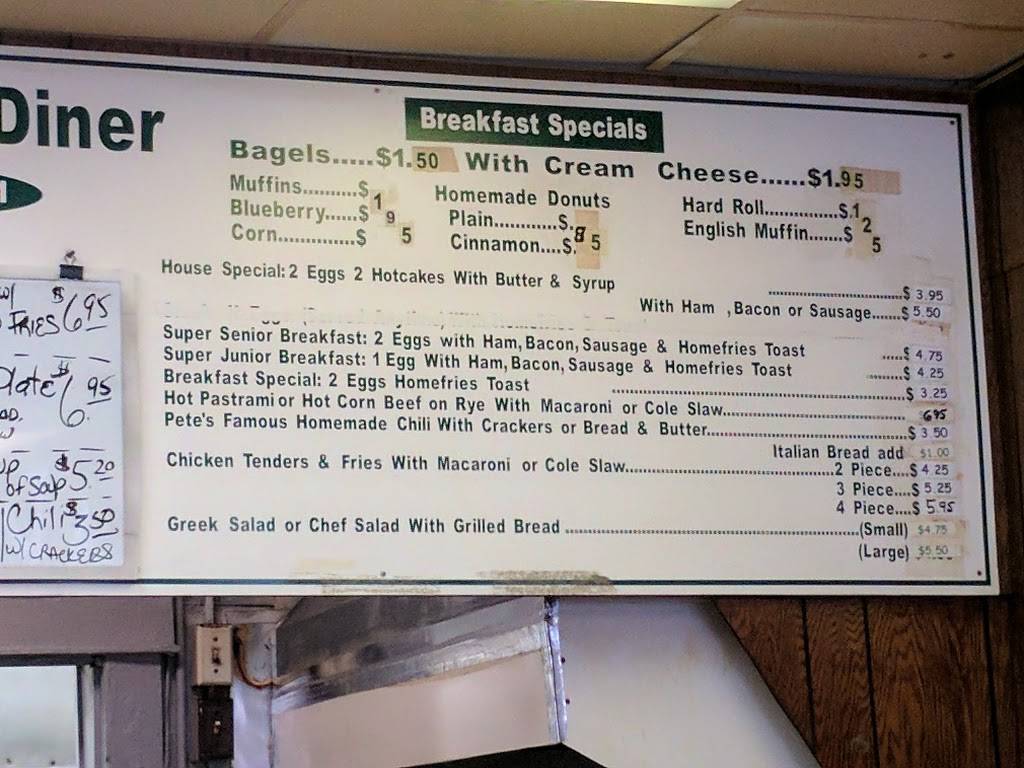 Diner
Breakfast Specials
Bagels.....$1.50 With Cream Cheese......$1.95
Muffins..........$
Blueberry......$ 1 9 5
Corn..............$
Homemade Donuts
Plain............$.85
Cinnamon....$.
Hard Roll...............$.1 2 5
English Muffin.......$
House Special: 2 Eggs 2 Hotcakes With Butter & Syrup ..............................$ 3.95
With Ham , Bacon or Sausage.......$ 5.50
Super Senior Breakfast: 2 Eggs with Ham, Bacon, Sausage & Homefries Toast .....$ 4.75
Super Junior Breakfast: 1 Egg With Ham, Bacon, Sausage & Homefries Toast ........$ 4.25
Breakfast Special: 2 Eggs Homefries Toast ..............................$ 3.25
Hot Pastrami or Hot Corn Beef on Rye With Macaroni or Cole Slaw.............. 695
Pete's Famous Homemade Chili With Crackers or Bread & Butter..............................$ 3.50
Italian Bread add $1.00
Chicken Tenders & Fries With Macaroni or Cole Slaw..............................2 Piece....$ 4.25
3 Piece....$ 5.25
4 Piece....$ 5.95
Greek Salad or Chef Salad With Grilled Bread ..............................(Small) $4.75
(Large) $5.50
w/ $6.95
FRIES
Plate $6.95
of Soup $5.20
Chili $3.50
w/ CRACKERS